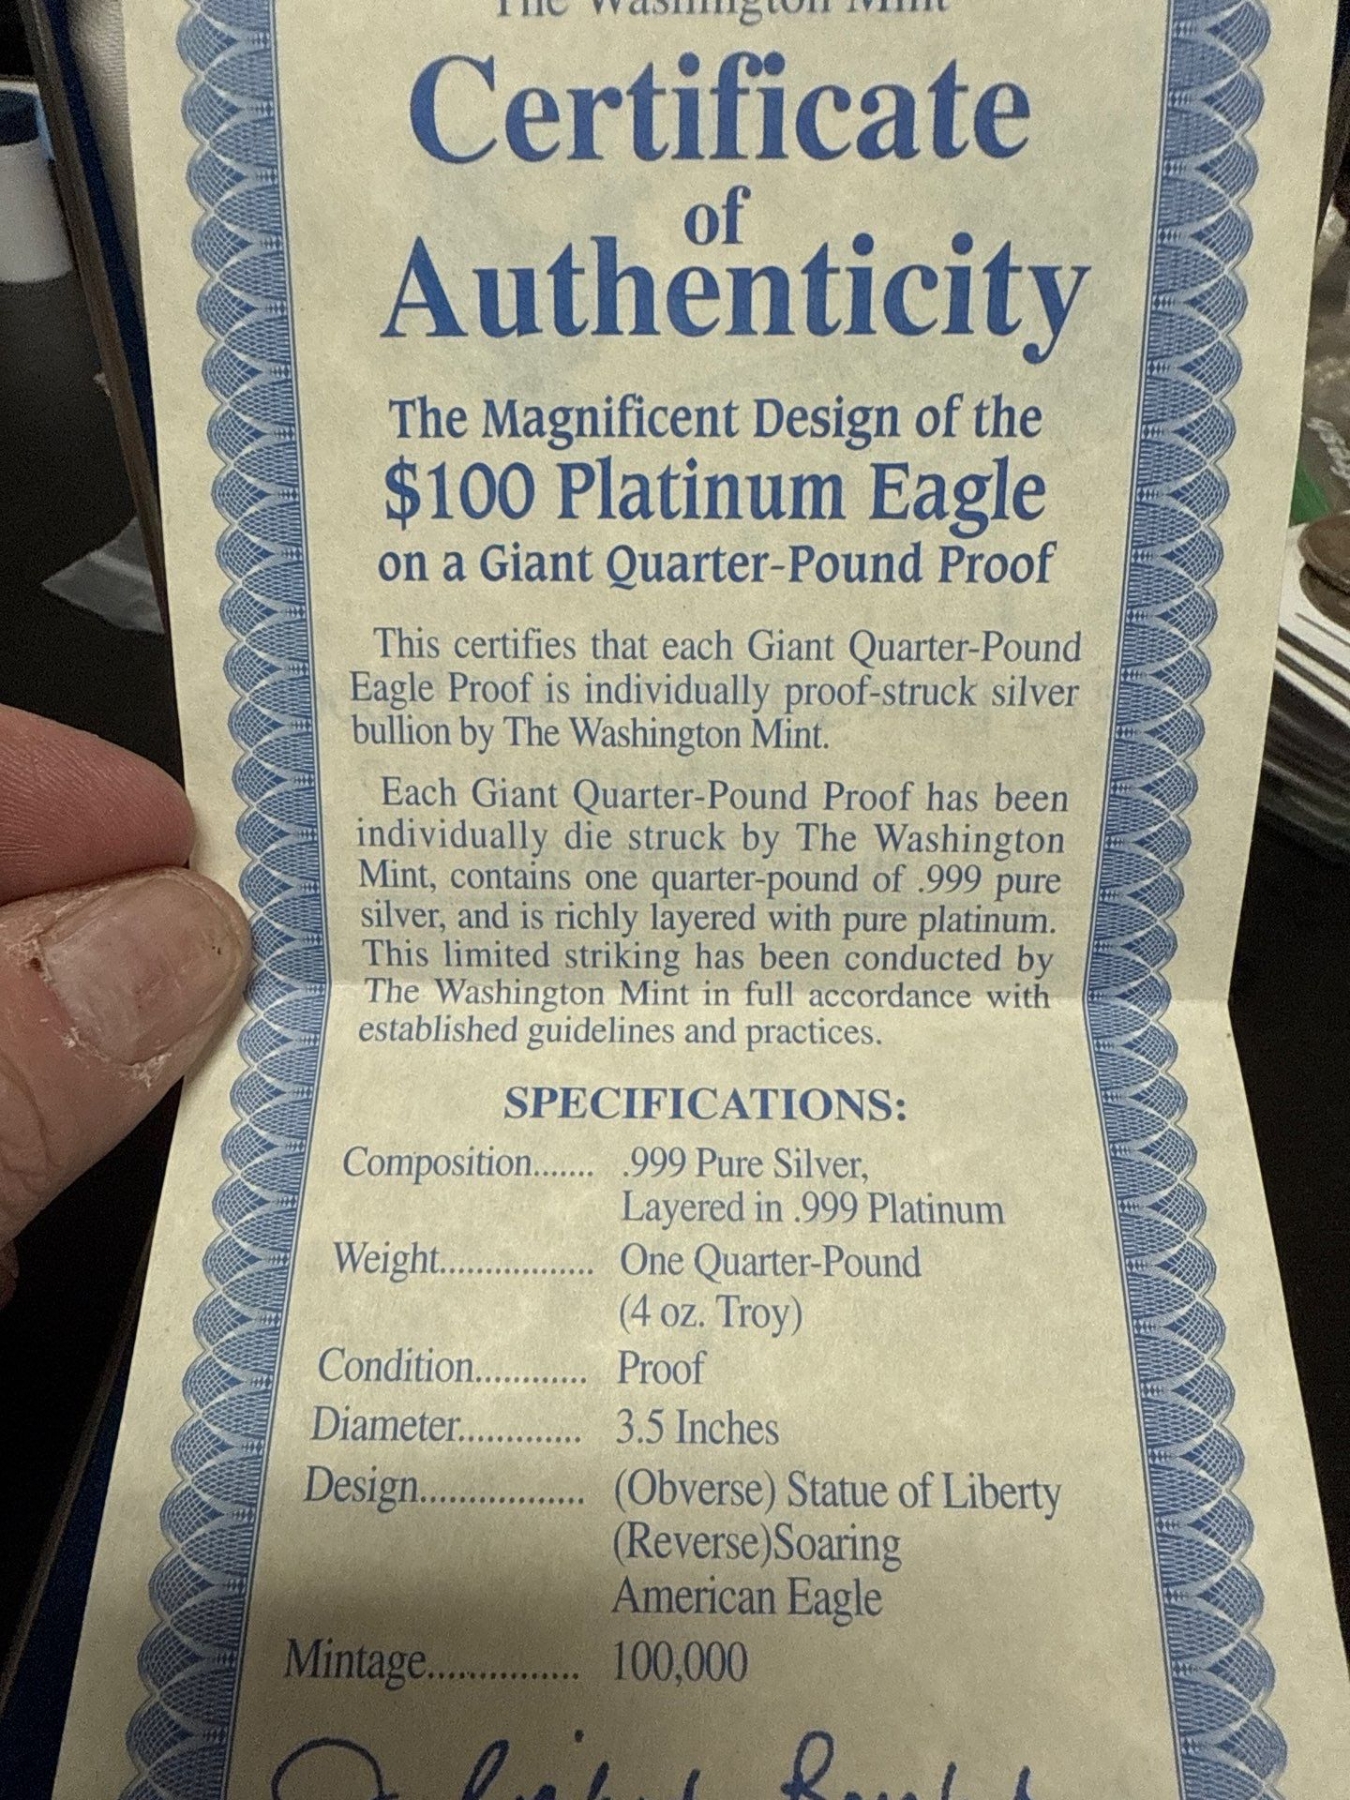 The Washington Mint
Certificate
of
Authenticity
The Magnificent Design of the
$100 Platinum Eagle
on a Giant Quarter-Pound Proof
This certifies that each Giant Quarter-Pound
Eagle Proof is individually proof-struck silver
bullion by The Washington Mint.
Each Giant Quarter-Pound Proof has been
individually die struck by The Washington
Mint, contains one quarter-pound of .999 pure
silver, and is richly layered with pure platinum.
This limited striking has been conducted by
The Washington Mint in full accordance with
established guidelines and practices.
SPECIFICATIONS:
Composition....... .999 Pure Silver,
Layered in .999 Platinum
Weight................. One Quarter-Pound
(4 oz. Troy)
Condition............ Proof
Diameter............. 3.5 Inches
Design................. (Obverse) Statue of Liberty
(Reverse)Soaring
American Eagle
Mintage............... 100,000